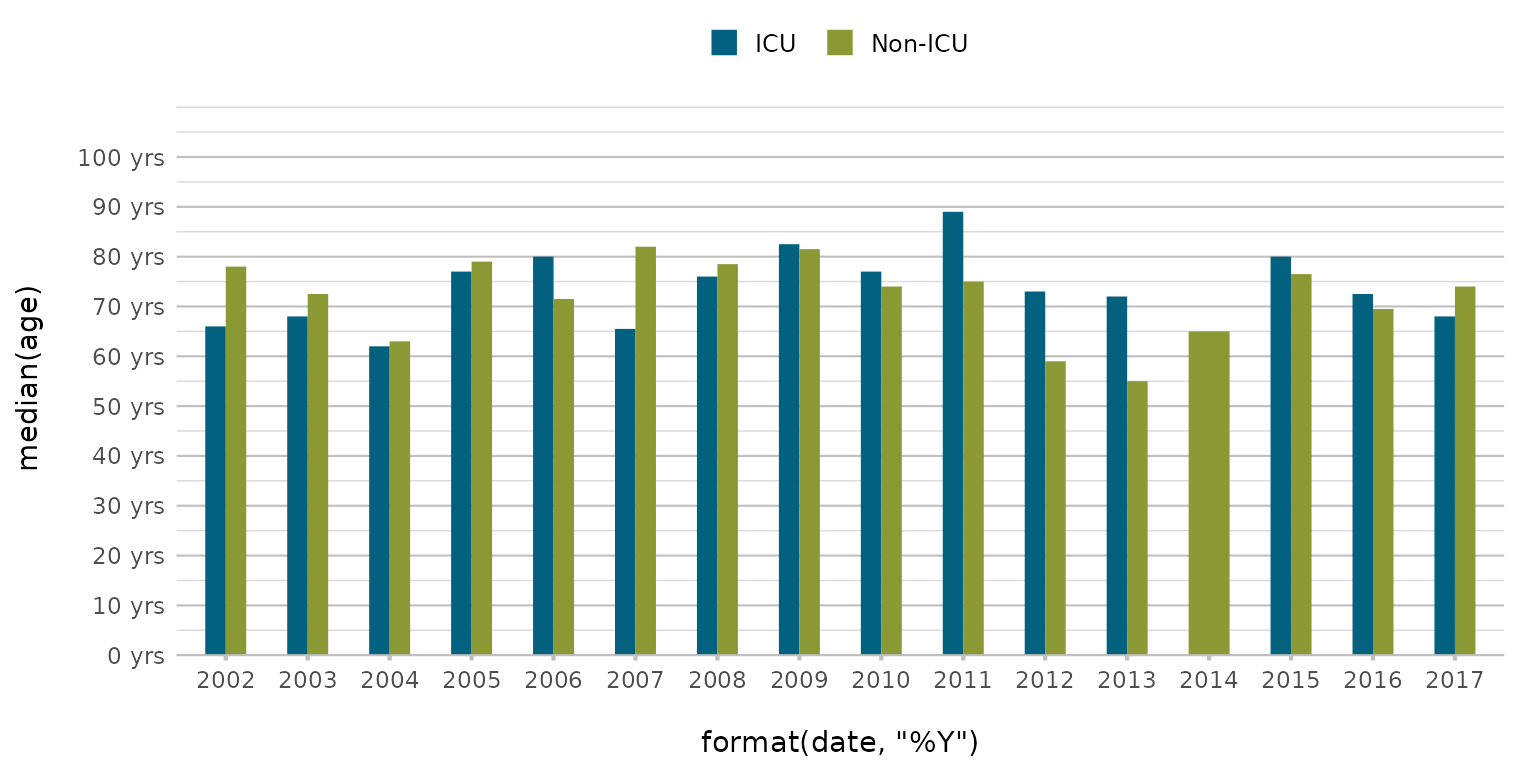 ICU Non-ICU
100 yrs
90 yrs
80 yrs
70 yrs
60 yrs
50 yrs
40 yrs
30 yrs
20 yrs
10 yrs
0 yrs
median(age)
2002 2003 2004 2005 2006 2007 2008 2009 2010 2011 2012 2013 2014 2015 2016 2017
format(date, "%Y")